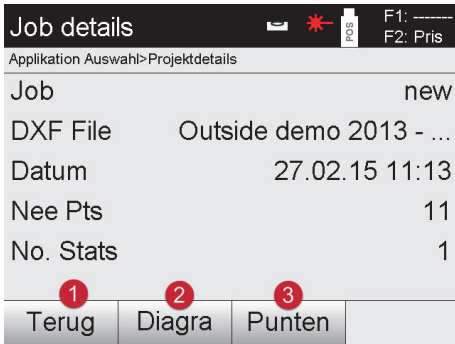 Job details
POS
F1: -------
F2: Pris
Applikation Auswahl>Projektdetails
Job new
DXF File Outside demo 2013 - ...
Datum 27.02.15 11:13
Nee Pts 11
No. Stats 1
1 2 3
Terug Diagra Punten